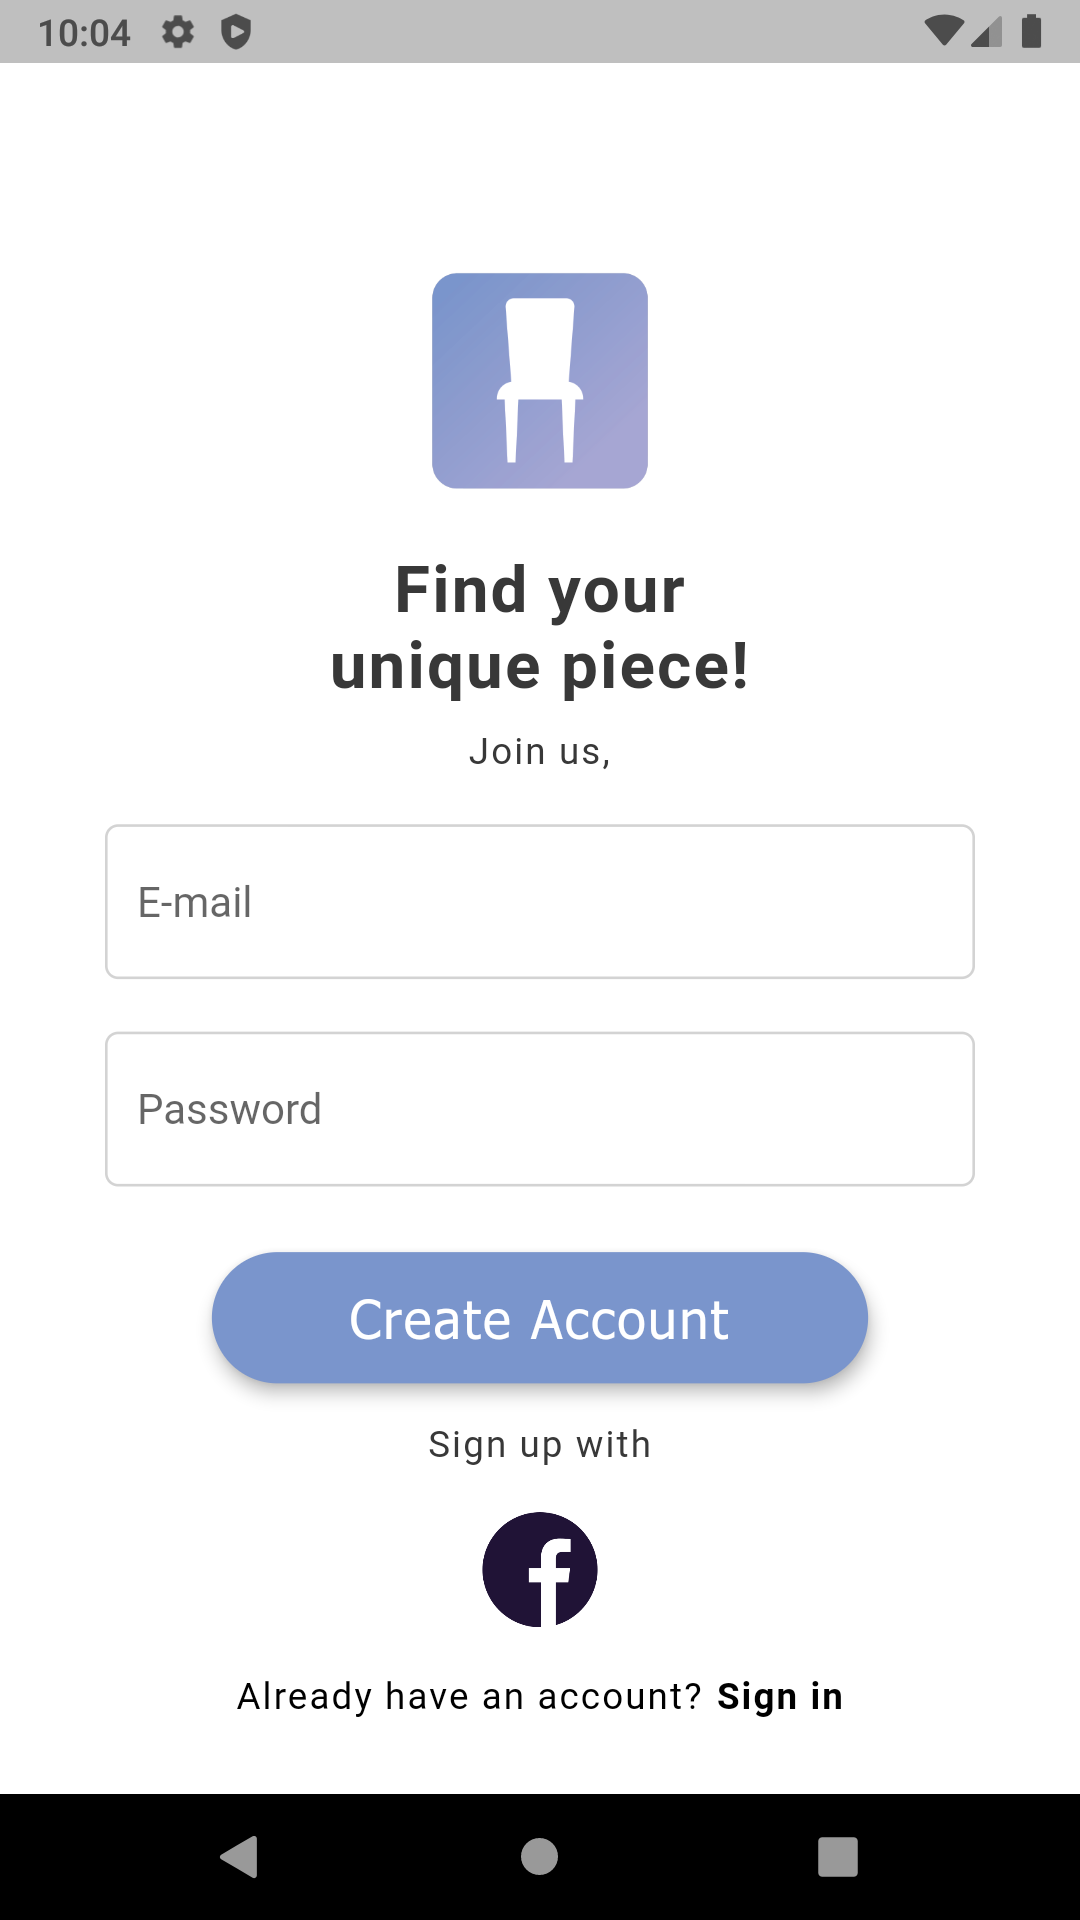 10:04
Find your
unique piece!
Join us,
E-mail
Password
Create Account
Sign up with
Already have an account? Sign in